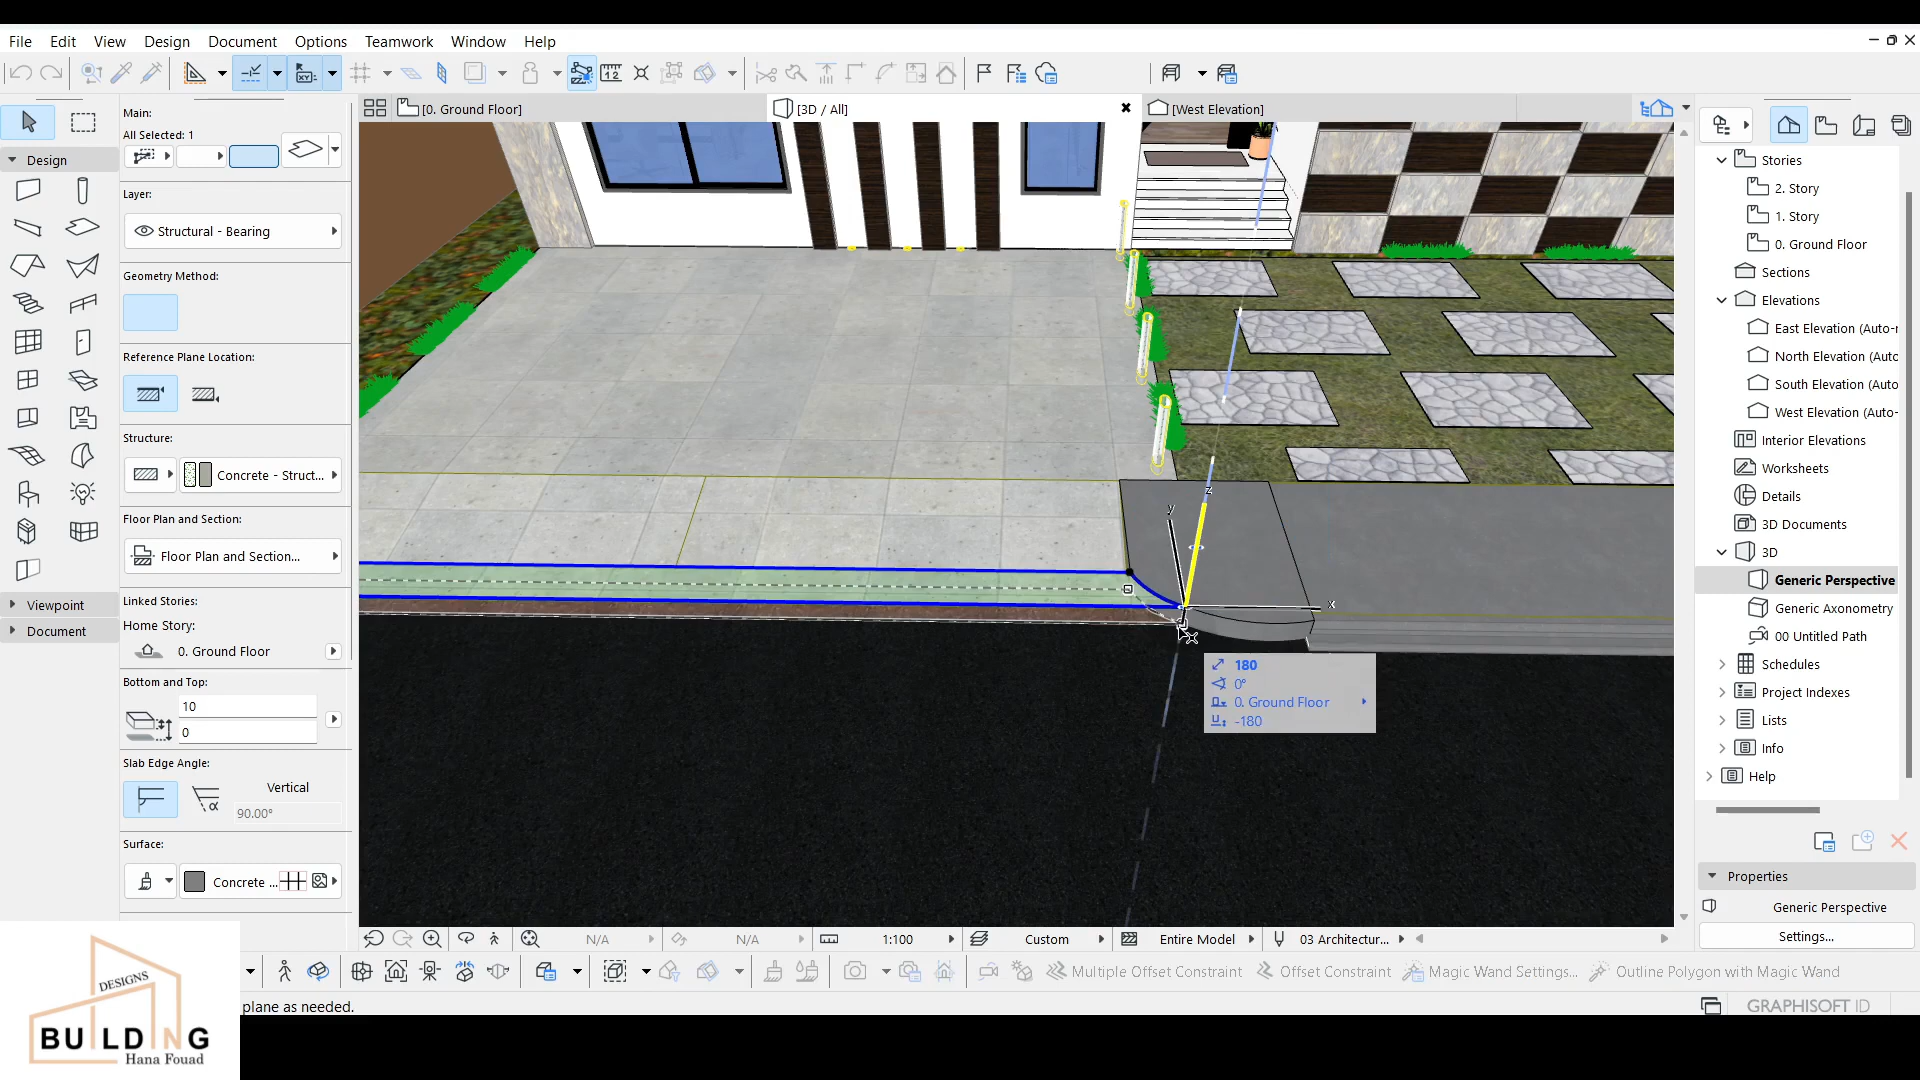 File Edit View Design Document Options Teamwork Window Help
[0. Ground Floor]
[3D / All]
[West Elevation]
Main:
All Selected: 1
Design
Layer:
Structural - Bearing
Geometry Method:
Reference Plane Location:
Structure:
Concrete - Struct...
Floor Plan and Section:
Floor Plan and Section...
Linked Stories:
Home Story:
0. Ground Floor
Bottom and Top:
10
0
Slab Edge Angle:
Vertical
90.00°
Surface:
Concrete ...
Viewpoint
Document
z
y
x
180
0°
0. Ground Floor
-180
Stories
2. Story
1. Story
0. Ground Floor
Sections
Elevations
East Elevation (Auto-r
North Elevation (Auto
South Elevation (Auto
West Elevation (Auto-
Interior Elevations
Worksheets
Details
3D Documents
3D
Generic Perspective
Generic Axonometry
00 Untitled Path
Schedules
Project Indexes
Lists
Info
Help
Properties
Generic Perspective
Settings...
N/A
N/A
1:100
Custom
Entire Model
03 Architectur...
Multiple Offset Constraint
Offset Constraint
Magic Wand Settings...
Outline Polygon with Magic Wand
plane as needed.
GRAPHISOFT ID
DESIGNS
BUILDING
Hana Fouad